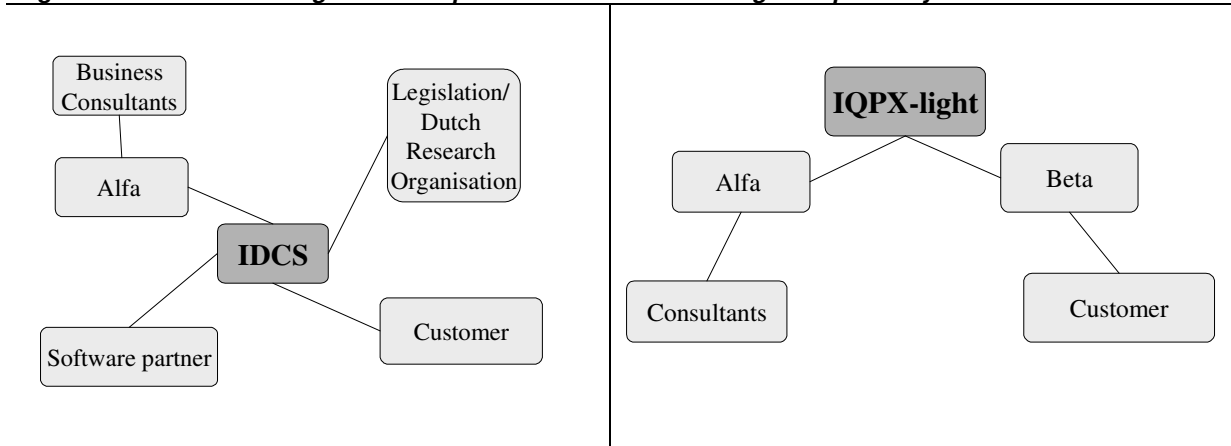 Business
Consultants
Legislation/
Dutch
Research
Organisation
Alfa
IDCS
Customer
Software partner
IQPX-light
Alfa
Beta
Consultants
Customer